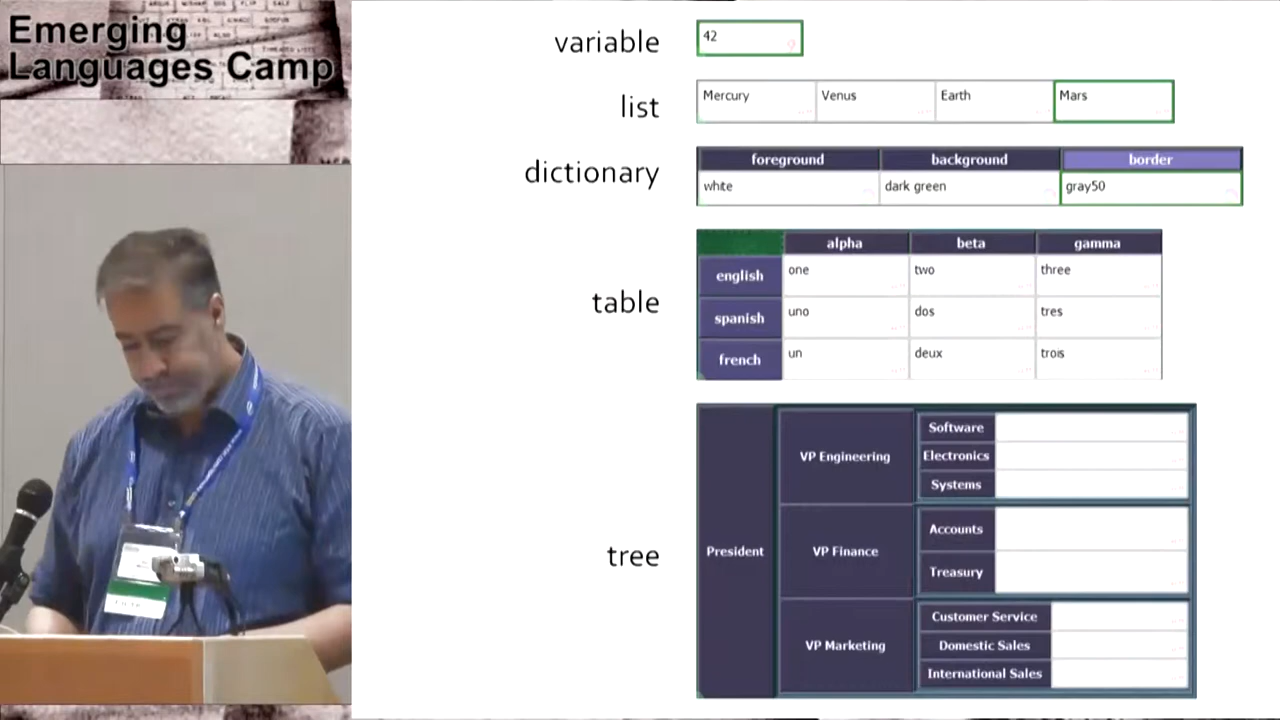 Emerging
Languages Camp
variable
42
list
Mercury Venus Earth Mars
dictionary
foreground background border
white dark green gray50
table
alpha beta gamma
english one two three
spanish uno dos tres
french un deux trois
tree
President
VP Engineering
Software
Electronics
Systems
VP Finance
Accounts
Treasury
VP Marketing
Customer Service
Domestic Sales
International Sales